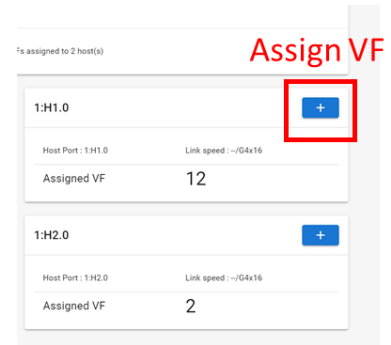 Assign VF
Fs assigned to 2 host(s)
1:H1.0
+
Host Port : 1:H1.0 Link speed : --/G4x16
Assigned VF 12
1:H2.0
+
Host Port : 1:H2.0 Link speed : --/G4x16
Assigned VF 2